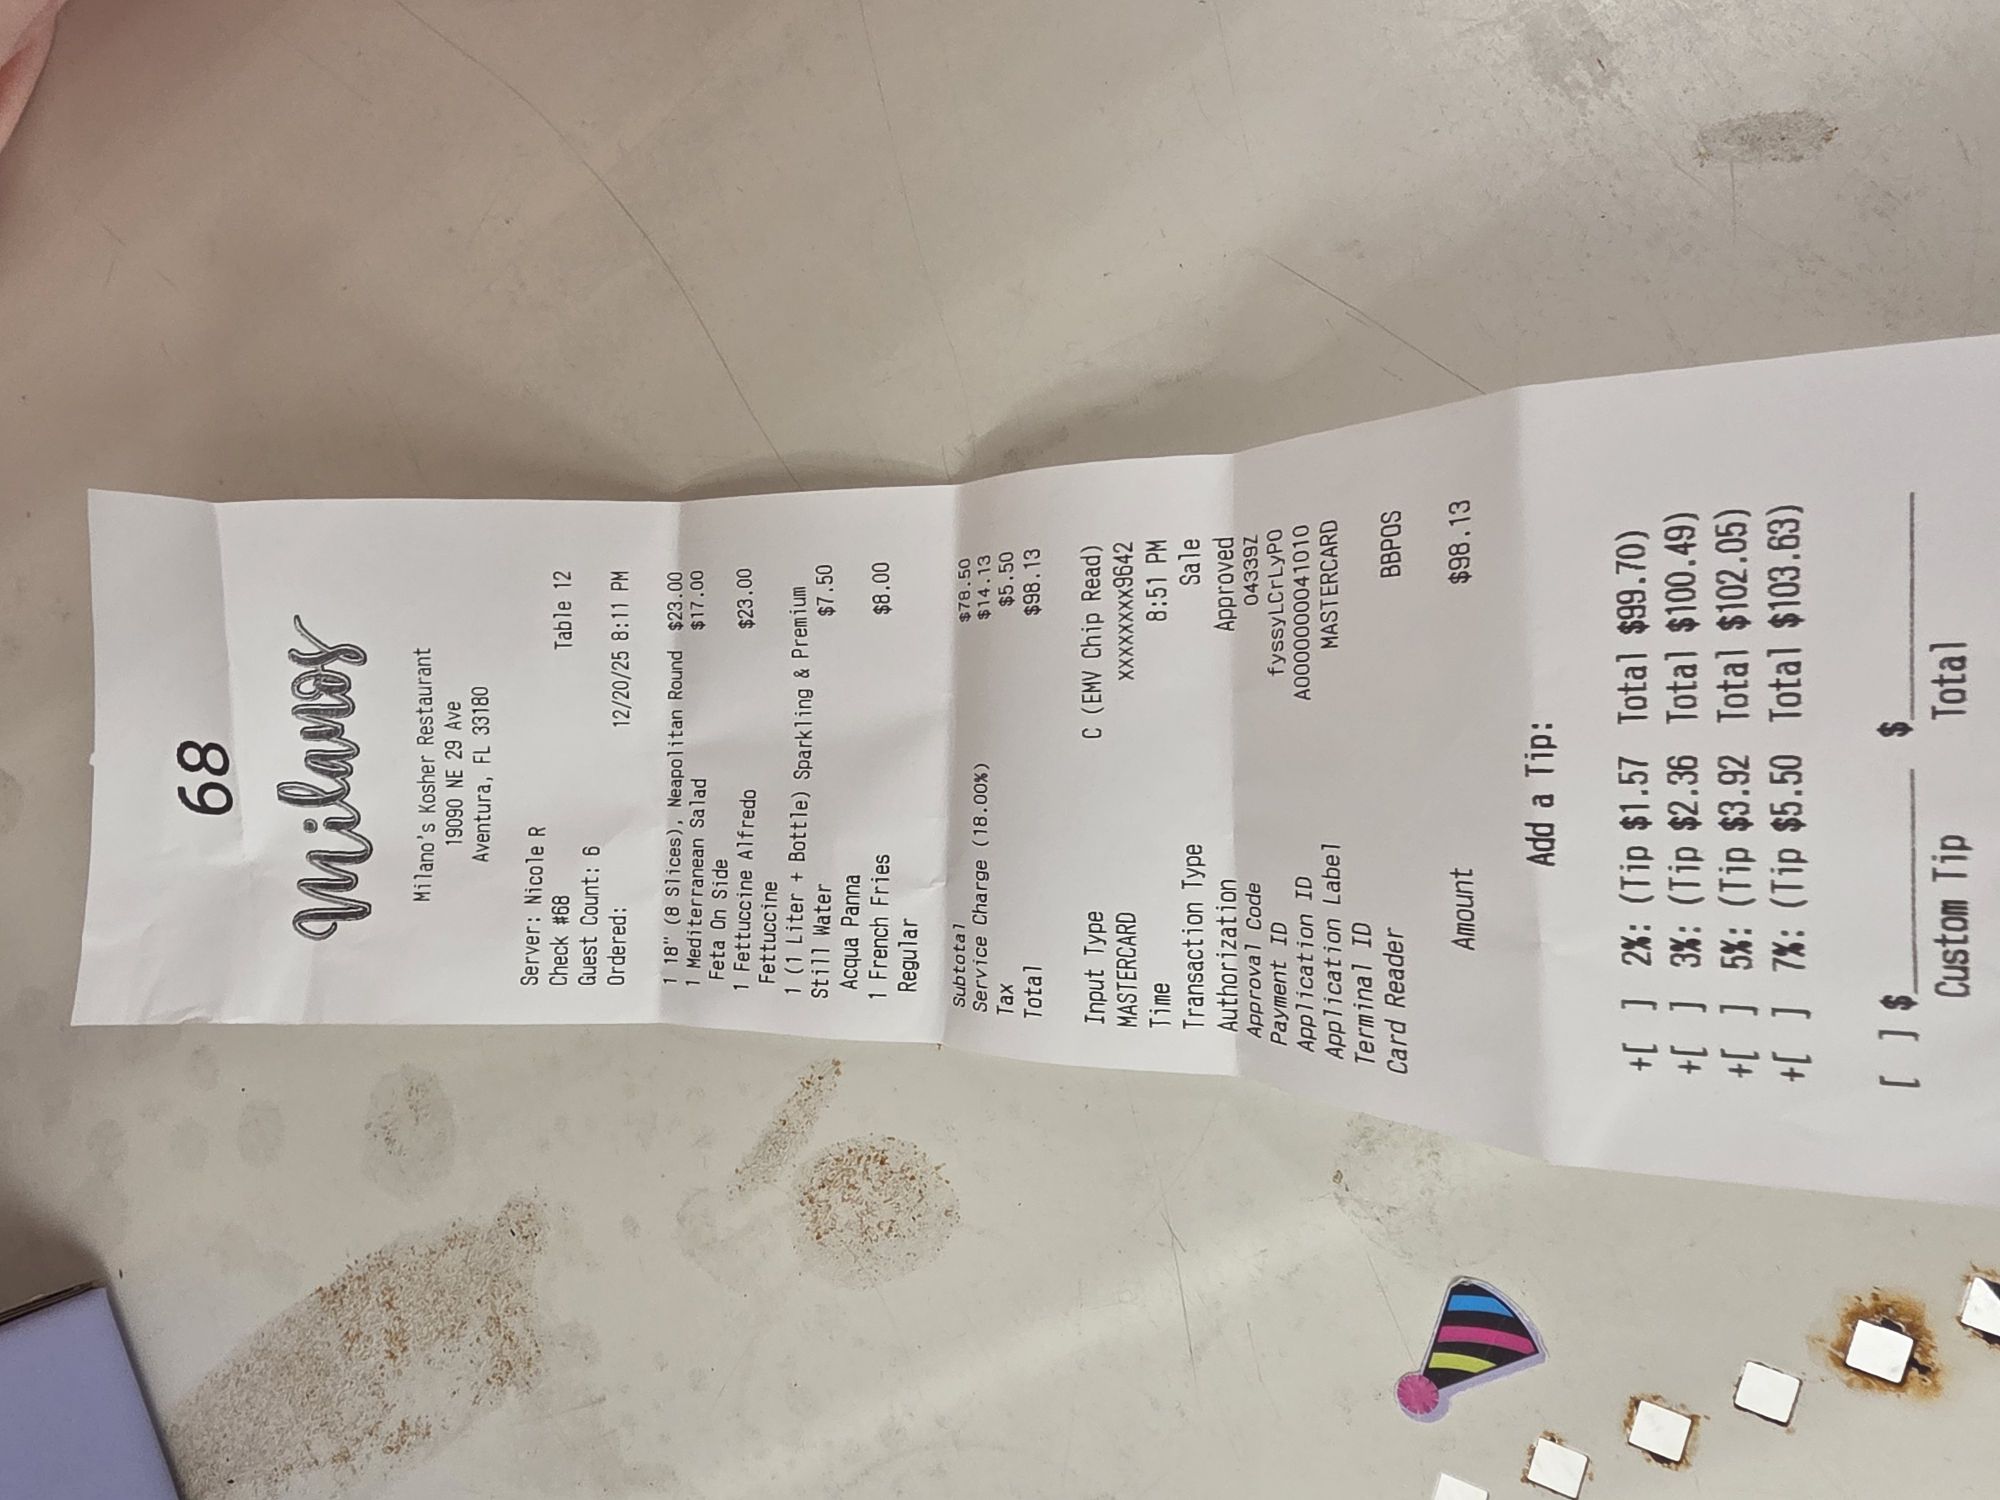 68
milanos
Milano's Kosher Restaurant
19090 NE 29 Ave
Aventura, FL 33180
Server: Nicole R
Check #68 Table 12
Guest Count: 6
Ordered: 12/20/25 8:11 PM
1 18" (8 Slices), Neapolitan Round $23.00
1 Mediterranean Salad $17.00
Feta On Side
1 Fettuccine Alfredo $23.00
Fettuccine
1 (1 Liter + Bottle) Sparkling & Premium
Still Water $7.50
Acqua Panna
1 French Fries $8.00
Regular
Subtotal $78.50
Service Charge (18.00%) $14.13
Tax $5.50
Total $98.13
Input Type C (EMV Chip Read)
MASTERCARD xxxxxxxx9642
Time 8:51 PM
Transaction Type Sale
Authorization Approved
Approval Code 04339Z
Payment ID fyssyLCrLyPO
Application ID A0000000041010
Application Label MASTERCARD
Terminal ID
Card Reader BBPOS
Amount $98.13
Add a Tip:
+[ ] 2%: (Tip $1.57 Total $99.70)
+[ ] 3%: (Tip $2.36 Total $100.49)
+[ ] 5%: (Tip $3.92 Total $102.05)
+[ ] 7%: (Tip $5.50 Total $103.63)
[ ] $__________ $__________
Custom Tip Total